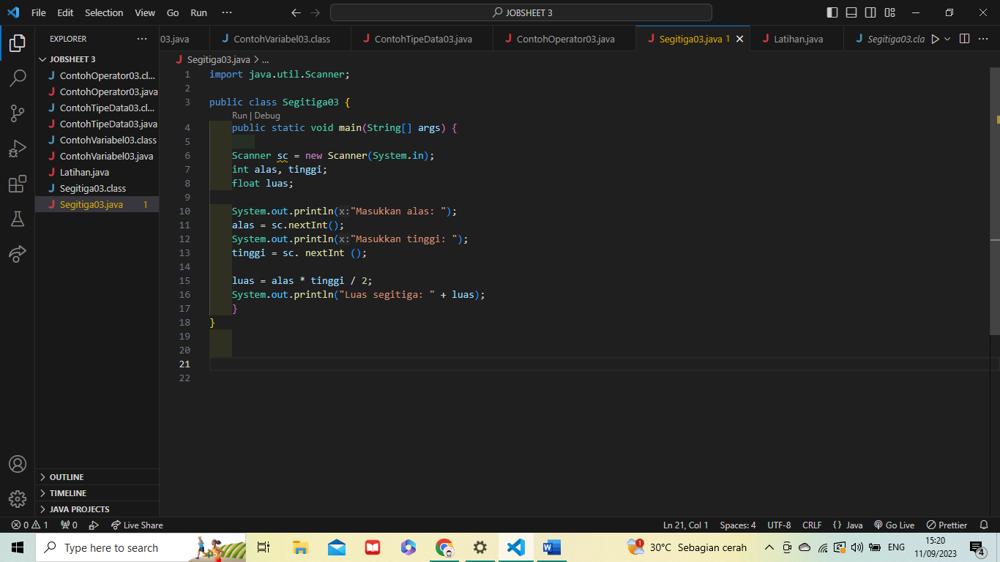 File Edit Selection View Go Run ··· JOBSHEET 3
EXPLORER ···
03.java ContohVariabel03.class ContohTipeData03.java ContohOperator03.java Segitiga03.java 1 Latihan.java Segitiga03.cla ···
JOBSHEET 3
ContohOperator03.cl...
ContohOperator03.java
ContohTipeData03.cl...
ContohTipeData03.java
ContohVariabel03.class
ContohVariabel03.java
Latihan.java
Segitiga03.class
Segitiga03.java 1
OUTLINE
TIMELINE
JAVA PROJECTS
Segitiga03.java > ...
1 import java.util.Scanner;
2
3 public class Segitiga03 {
Run | Debug
4 public static void main(String[] args) {
5
6 Scanner sc = new Scanner(System.in);
7 int alas, tinggi;
8 float luas;
9
10 System.out.println(x:"Masukkan alas: ");
11 alas = sc.nextInt();
12 System.out.println(x:"Masukkan tinggi: ");
13 tinggi = sc. nextInt ();
14
15 luas = alas * tinggi / 2;
16 System.out.println("Luas segitiga: " + luas);
17 }
18 }
19
20
21
22
0 1 0 Live Share Ln 21, Col 1 Spaces: 4 UTF-8 CRLF {} Java Go Live Prettier
Type here to search 1 30°C Sebagian cerah ENG 15:20
11/09/2023 4